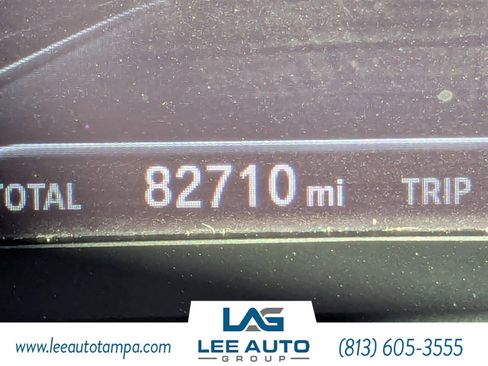 TOTAL 82710 mi TRIP
LAG
www.leeautotampa.com LEE AUTO (813) 605-3555
GROUP